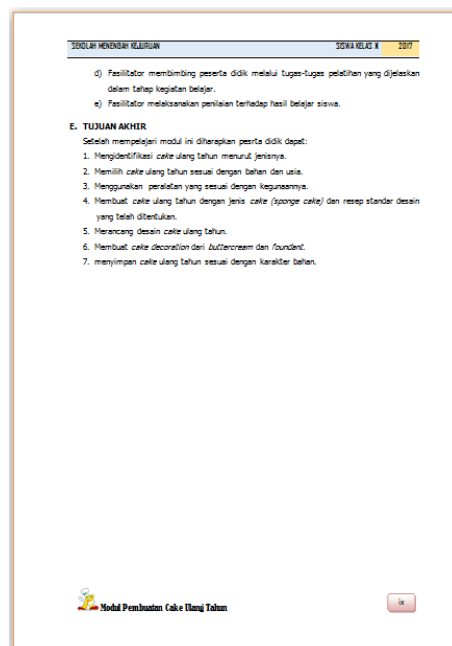 SEKOLAH MENENGAH KEJURUAN SISWA KELAS X 2017
d) Fasilitator membimbing peserta didik melalui tugas-tugas pelatihan yang dijelaskan
dalam tahap kegiatan belajar.
e) Fasilitator melaksanakan penilaian terhadap hasil belajar siswa.
E. TUJUAN AKHIR
Setelah mempelajari modul ini diharapkan pesrta didik dapat:
1. Mengidentifikasi cake ulang tahun menurut jenisnya.
2. Memilih cake ulang tahun sesuai dengan bahan dan usia.
3. Menggunakan peralatan yang sesuai dengan kegunaannya.
4. Membuat cake ulang tahun dengan jenis cake (sponge cake) dan resep standar desain
yang telah ditentukan.
5. Merancang desain cake ulang tahun.
6. Membuat cake decoration dari buttercream dan foundant.
7. menyimpan cake ulang tahun sesuai dengan karakter bahan.
Modul Pembuatan Cake Ulang Tahun
ix